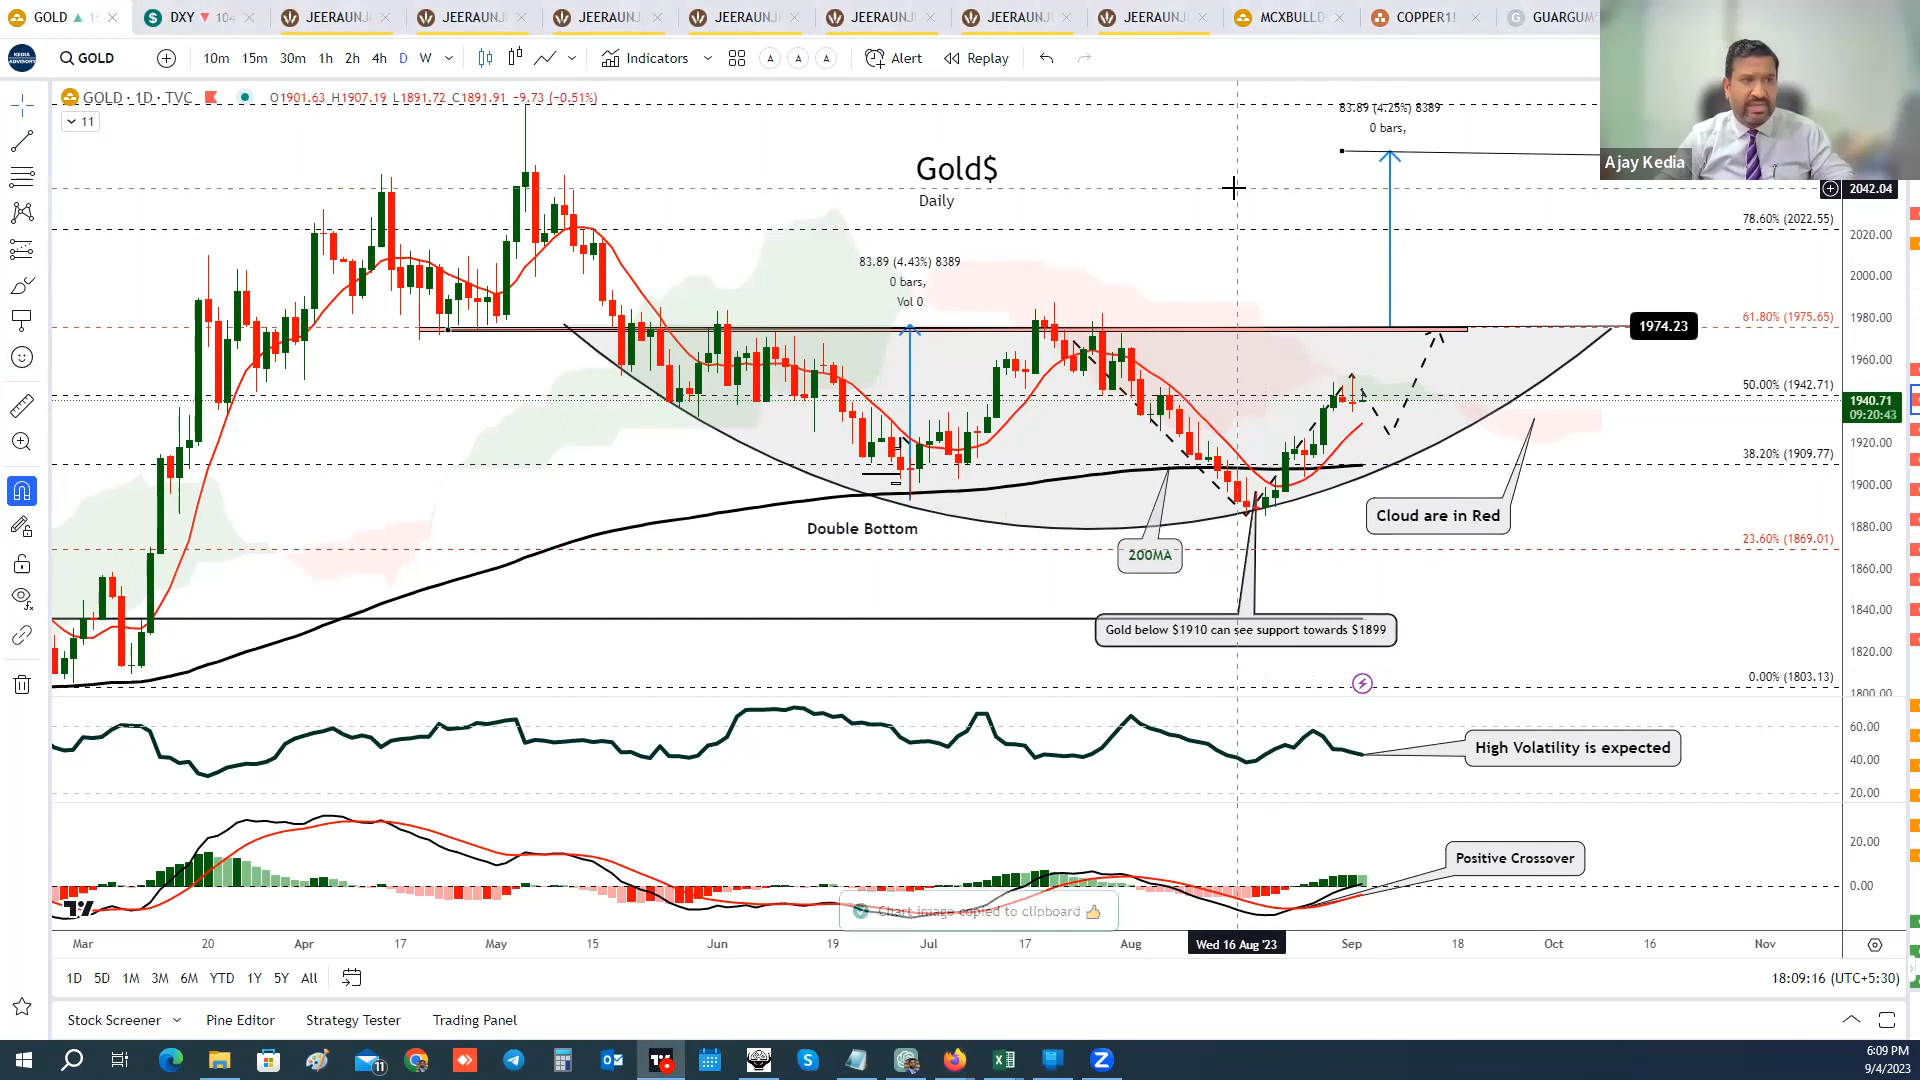 GOLD
DXY 104
JEERAUNJ
JEERAUNJ
JEERAUN
JEERAUNJ
JEERAUNJ
JEERAUNJ
JEERAUNJ
MCXBULLD
COPPER1!
GUARGUM5
KEDIA ADVISORY
GOLD
10m 15m 30m 1h 2h 4h D W
Indicators
A A A
Alert
Replay
GOLD · 1D · TVC
O1901.63 H1907.19 L1891.72 C1891.91 −9.73 (−0.51%)
11
Ajay Kedia
83.89 (4.25%) 8389
0 bars,
Gold$
Daily
2042.04
78.60% (2022.55)
2020.00
2000.00
83.89 (4.43%) 8389
0 bars,
Vol 0
1980.00
61.80% (1975.65)
1974.23
1960.00
50.00% (1942.71)
1940.71
09:20:43
1920.00
38.20% (1909.77)
1900.00
Cloud are in Red
Double Bottom
1880.00
200MA
23.60% (1869.01)
1860.00
1840.00
Gold below $1910 can see support towards $1899
1820.00
0.00% (1803.13)
1800.00
60.00
High Volatility is expected
40.00
20.00
20.00
Positive Crossover
0.00
Chart image copied to clipboard 👍
Mar 20 Apr 17 May 15 Jun 19 Jul 17 Aug Wed 16 Aug '23 Sep 18 Oct 16 Nov
1D 5D 1M 3M 6M YTD 1Y 5Y All
18:09:16 (UTC+5:30)
Stock Screener
Pine Editor
Strategy Tester
Trading Panel
11
6:09 PM
9/4/2023